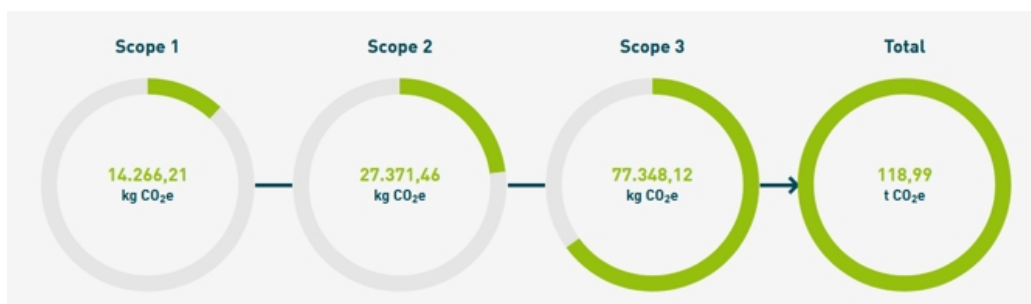 Scope 1
Scope 2
Scope 3
Total
14.266,21
kg CO₂e
27.371,46
kg CO₂e
77.348,12
kg CO₂e
118,99
t CO₂e